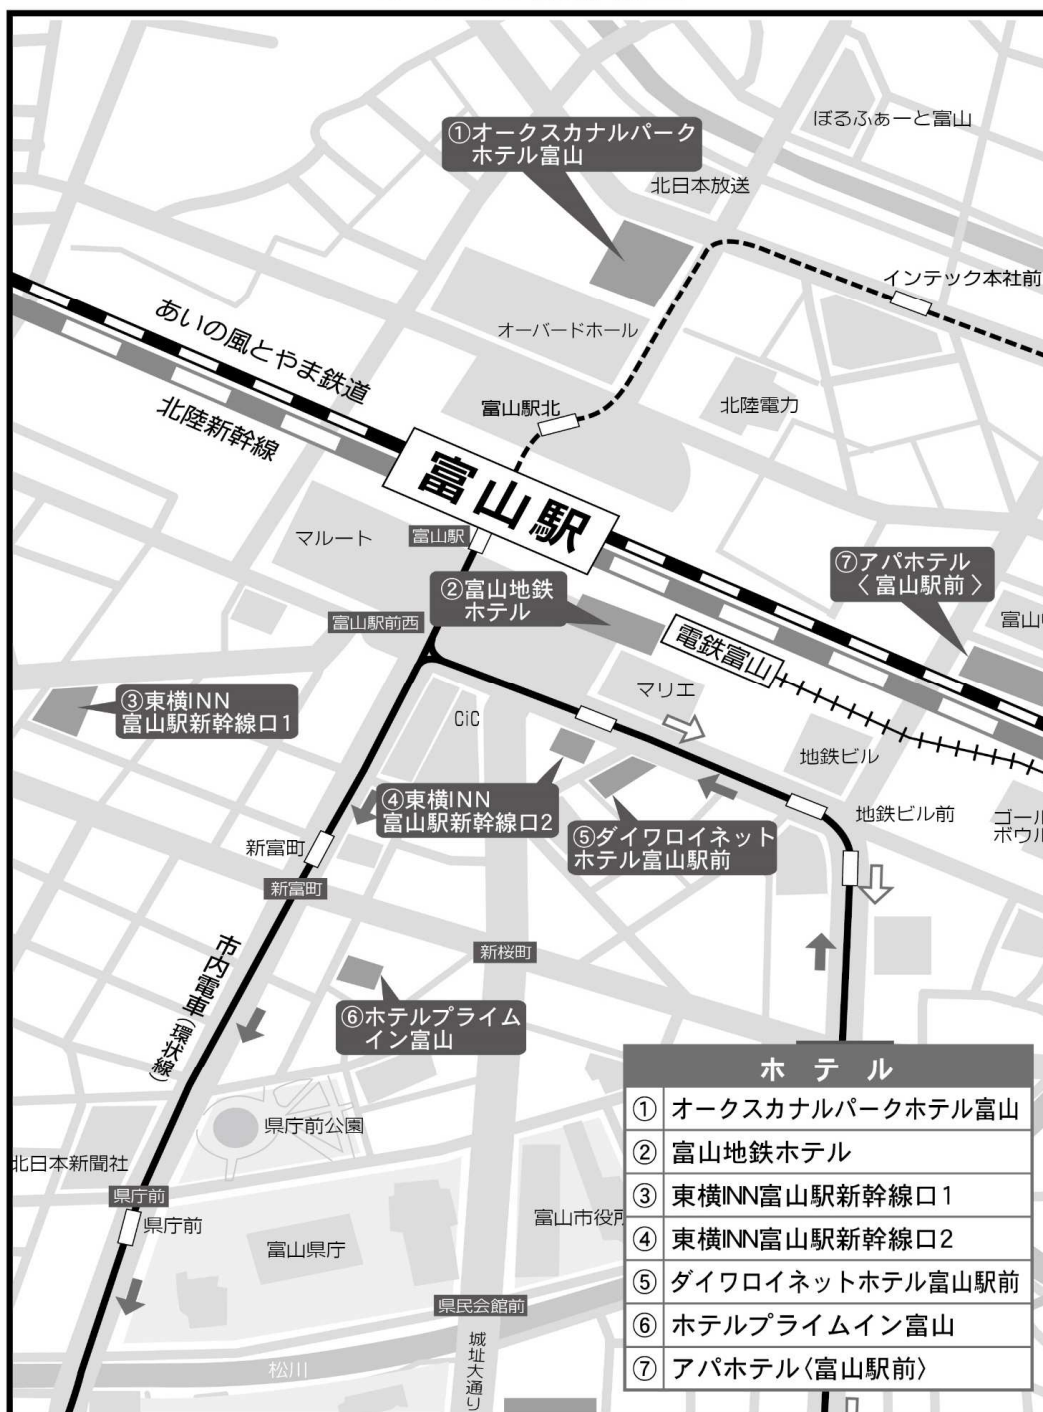 ぽるふぁーと富山
①オークスカナルパーク
ホテル富山
北日本放送
インテック本社前
あいの風とやま鉄道
オーバードホール
北陸新幹線
富山駅北
北陸電力
富山駅
マルート
富山駅
⑦アパホテル
〈富山駅前〉
②富山地鉄
ホテル
富山駅前西
富山
電鉄富山
マリエ
③東横INN
富山駅新幹線口1
CiC
地鉄ビル
④東横INN
富山駅新幹線口2
地鉄ビル前
ゴール
ボウル
⑤ダイワロイネット
ホテル富山駅前
新富町
新富町
市内電車(環状線)
新桜町
⑥ホテルプライム
イン富山
県庁前公園
北日本新聞社
県庁前
県庁前
富山市役所
富山県庁
県民会館前
城址大通り
松川
ホテル
① オークスカナルパークホテル富山
② 富山地鉄ホテル
③ 東横INN富山駅新幹線口1
④ 東横INN富山駅新幹線口2
⑤ ダイワロイネットホテル富山駅前
⑥ ホテルプライムイン富山
⑦ アパホテル〈富山駅前〉